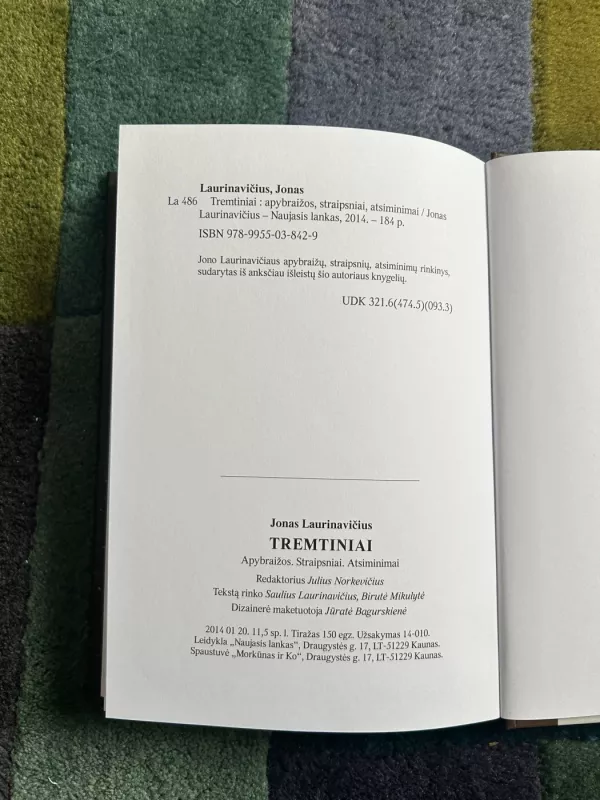 Laurinavičius, Jonas
La 486 Tremtiniai : apybraižos, straipsniai, atsiminimai / Jonas
Laurinavičius – Naujasis lankas, 2014. – 184 p.
ISBN 978-9955-03-842-9
Jono Laurinavičiaus apybraižų, straipsnių, atsiminimų rinkinys,
sudarytas iš anksčiau išleistų šio autoriaus knygelių.
UDK 321.6(474.5)(093.3)
Jonas Laurinavičius
TREMTINIAI
Apybraižos. Straipsniai. Atsiminimai
Redaktorius Julius Norkevičius
Tekstą rinko Saulius Laurinavičius, Birutė Mikulytė
Dizainerė maketuotoja Jūratė Bagurskienė
2014 01 20. 11,5 sp. l. Tiražas 150 egz. Užsakymas 14-010.
Leidykla „Naujasis lankas“, Draugystės g. 17, LT-51229 Kaunas.
Spaustuvė „Morkūnas ir Ko“, Draugystės g. 17, LT-51229 Kaunas.